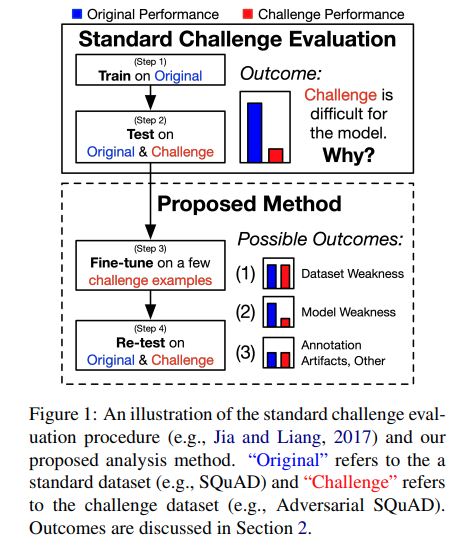 Original Performance Challenge Performance
Standard Challenge Evaluation
(Step 1)
Train on Original
(Step 2)
Test on
Original & Challenge
Outcome:
Challenge is
difficult for
the model.
Why?
Proposed Method
(Step 3)
Fine-tune on a few
challenge examples
(Step 4)
Re-test on
Original & Challenge
Possible Outcomes:
(1) Dataset Weakness
(2) Model Weakness
(3) Annotation
Artifacts, Other
Figure 1: An illustration of the standard challenge eval-
uation procedure (e.g., Jia and Liang, 2017) and our
proposed analysis method. “Original” refers to the a
standard dataset (e.g., SQuAD) and “Challenge” refers
to the challenge dataset (e.g., Adversarial SQuAD).
Outcomes are discussed in Section 2.